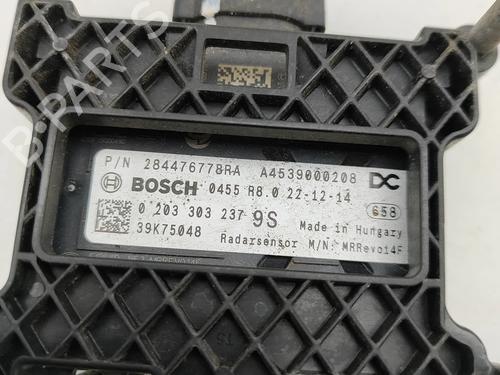 B-PARTS
P/N 284476778RA A4539000208 DC
BOSCH 0455 R8.0 22-12-14 658
0 203 303 237 9S Made in Hungary
39K75048 Radarsensor M/N: MRRevo14F